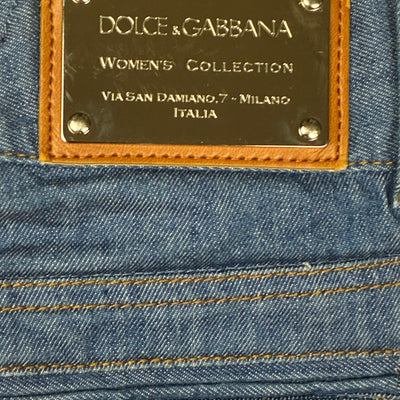 DOLCE & GABBANA
WOMEN'S COLLECTION
VIA SAN DAMIANO.7 - MILANO
ITALIA